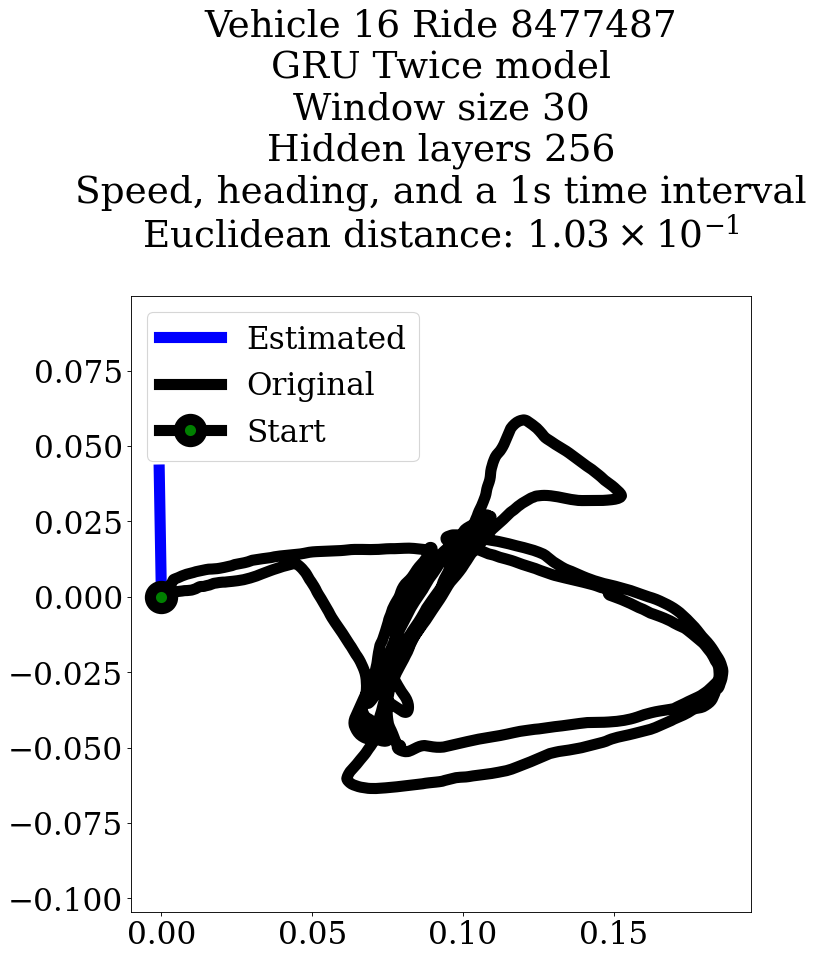 Vehicle 16 Ride 8477487
GRU Twice model
Window size 30
Hidden layers 256
Speed, heading, and a 1s time interval
Euclidean distance: 1.03 × 10⁻¹
Estimated
Original
Start
0.075
0.050
0.025
0.000
−0.025
−0.050
−0.075
−0.100
0.00 0.05 0.10 0.15